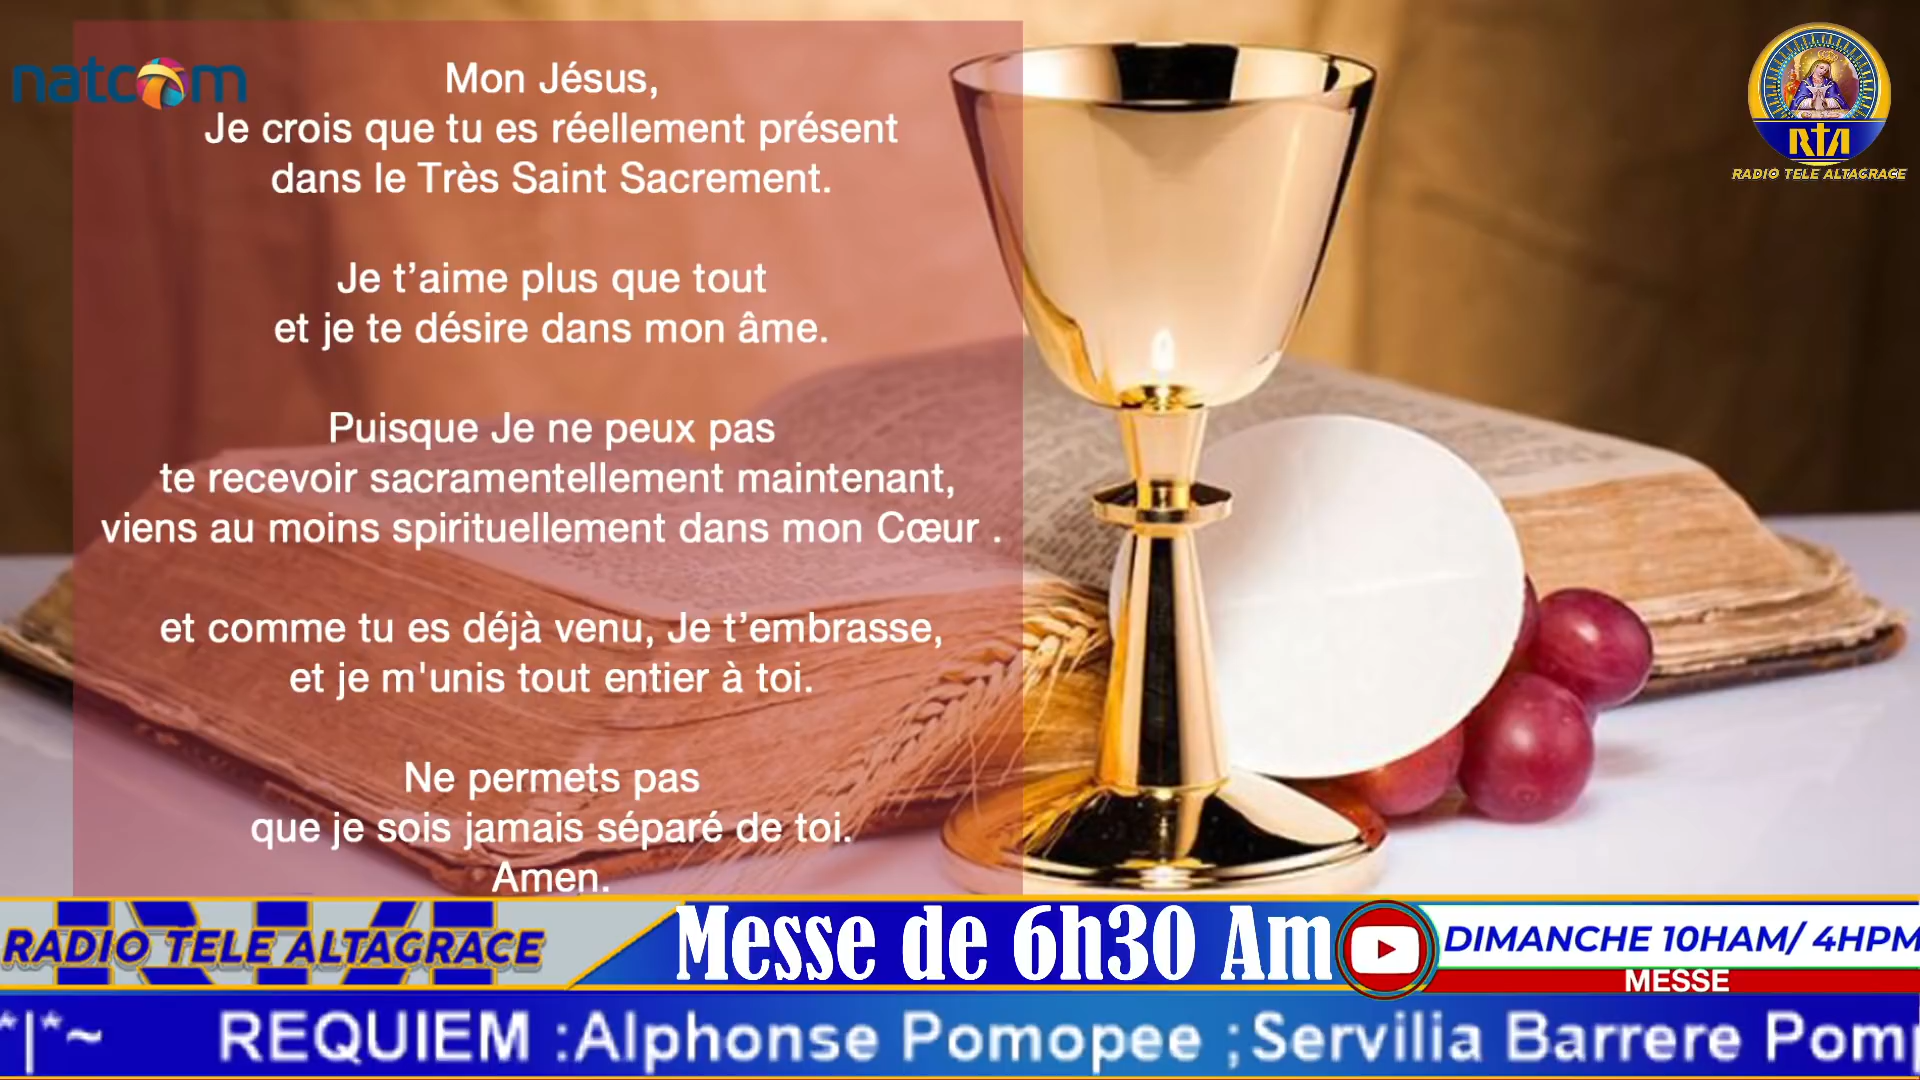 natcom
Mon Jésus,
Je crois que tu es réellement présent
dans le Très Saint Sacrement.
Je t’aime plus que tout
et je te désire dans mon âme.
Puisque Je ne peux pas
te recevoir sacramentellement maintenant,
viens au moins spirituellement dans mon Cœur .
et comme tu es déjà venu, Je t’embrasse,
et je m'unis tout entier à toi.
Ne permets pas
que je sois jamais séparé de toi.
Amen.
RTA
RADIO TELE ALTAGRACE
RTA
RADIO TELE ALTAGRACE
Messe de 6h30 Am
DIMANCHE 10HAM/ 4HPM
MESSE
*|*~ REQUIEM :Alphonse Pomopee ;Servilia Barrere Pomp